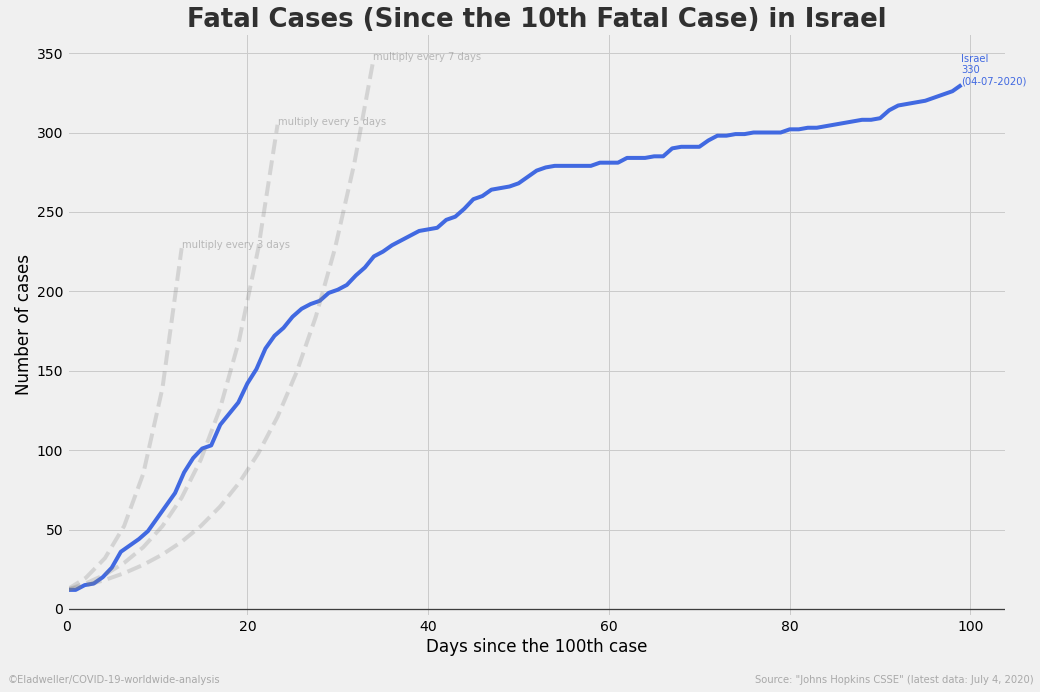 Fatal Cases (Since the 10th Fatal Case) in Israel
350
300
250
200
150
100
50
0
Number of cases
multiply every 7 days
multiply every 5 days
multiply every 3 days
Israel
330
(04-07-2020)
0 20 40 60 80 100
Days since the 100th case
©Eladweller/COVID-19-worldwide-analysis
Source: "Johns Hopkins CSSE" (latest data: July 4, 2020)